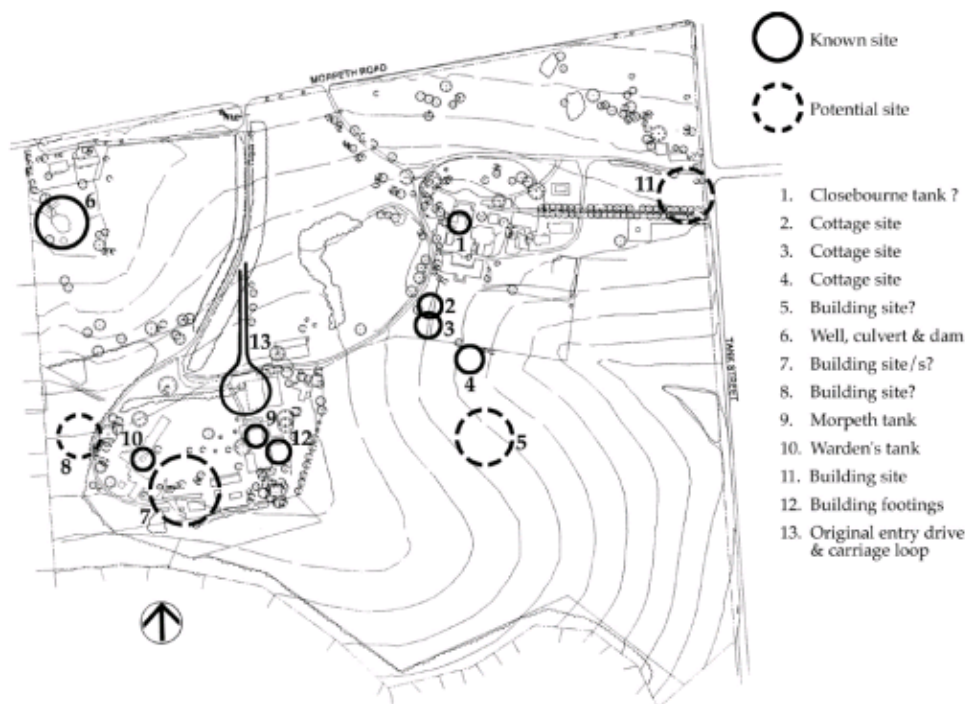 Known site
MORPETH ROAD
Potential site
6
11
1
1. Closebourne tank ?
2. Cottage site
3. Cottage site
4. Cottage site
5. Building site?
6. Well, culvert & dam
7. Building site/s?
8. Building site?
9. Morpeth tank
10. Warden's tank
11. Building site
12. Building footings
13. Original entry drive
& carriage loop
2
3
13
4
TANK STREET
9
10
12
5
8
7